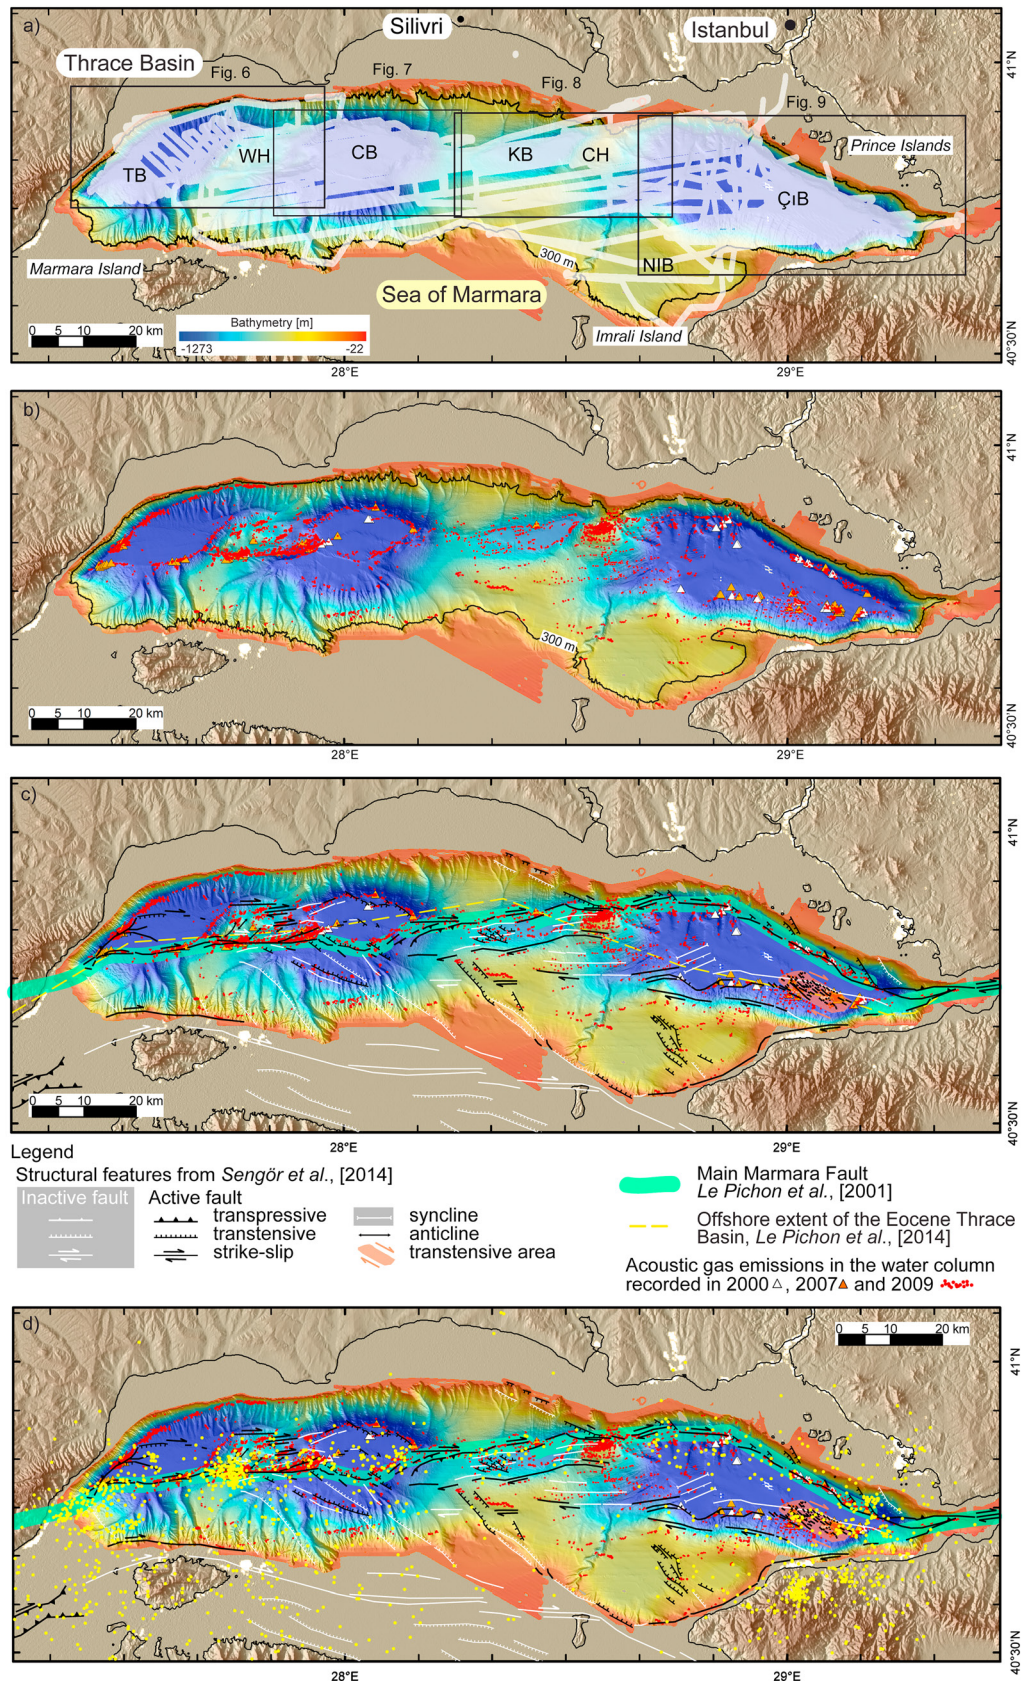 a)
Silivri
Istanbul
Thrace Basin
Fig. 6
Fig. 7
Fig. 8
Fig. 9
41°N
Prince Islands
WH
CB
KB
CH
TB
ÇıB
300 m
NIB
Marmara Island
Sea of Marmara
Imrali Island
0 5 10 20 km
Bathymetry [m]
-1273 -22
40°30'N
28°E 29°E
b)
41°N
300 m
0 5 10 20 km
40°30'N
28°E 29°E
c)
41°N
0 5 10 20 km
40°30'N
28°E 29°E
Legend
Structural features from Sengör et al., [2014]
Inactive fault Active fault
transpressive
transtensive
strike-slip
syncline
anticline
transtensive area
Main Marmara Fault
Le Pichon et al., [2001]
Offshore extent of the Eocene Thrace
Basin, Le Pichon et al., [2014]
Acoustic gas emissions in the water column
recorded in 2000 , 2007 and 2009
d)
0 5 10 20 km
41°N
40°30'N
28°E 29°E